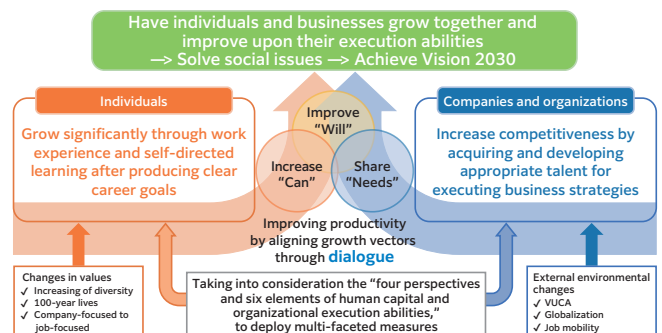 Have individuals and businesses grow together and
improve upon their execution abilities
—> Solve social issues —> Achieve Vision 2030
Individuals
Grow significantly through work
experience and self-directed
learning after producing clear
career goals
Improve
“Will”
Increase
“Can”
Share
“Needs”
Companies and organizations
Increase competitiveness by
acquiring and developing
appropriate talent for
executing business strategies
Improving productivity
by aligning growth vectors
through dialogue
Changes in values
✓ Increasing of diversity
✓ 100-year lives
✓ Company-focused to
job-focused
Taking into consideration the “four perspectives
and six elements of human capital and
organizational execution abilities,”
to deploy multi-faceted measures
External environmental
changes
✓ VUCA
✓ Globalization
✓ Job mobility